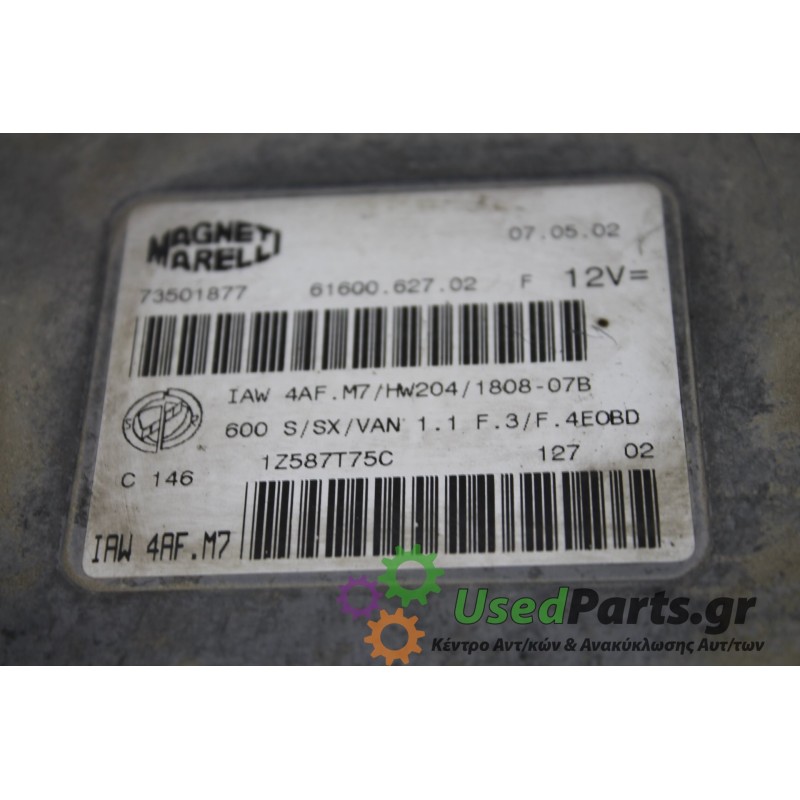 MAGNETI MARELLI 07.05.02
73501877 61600.627.02 F 12V=
IAW 4AF.M7/HW204/1808-07B
600 S/SX/VAN 1.1 F.3/F.4EOBD
C 146 1Z587T75C 127 02
IAW 4AF.M7
UsedParts.gr
Κέντρο Αντ/κών & Ανακύκλωσης Αυτ/των